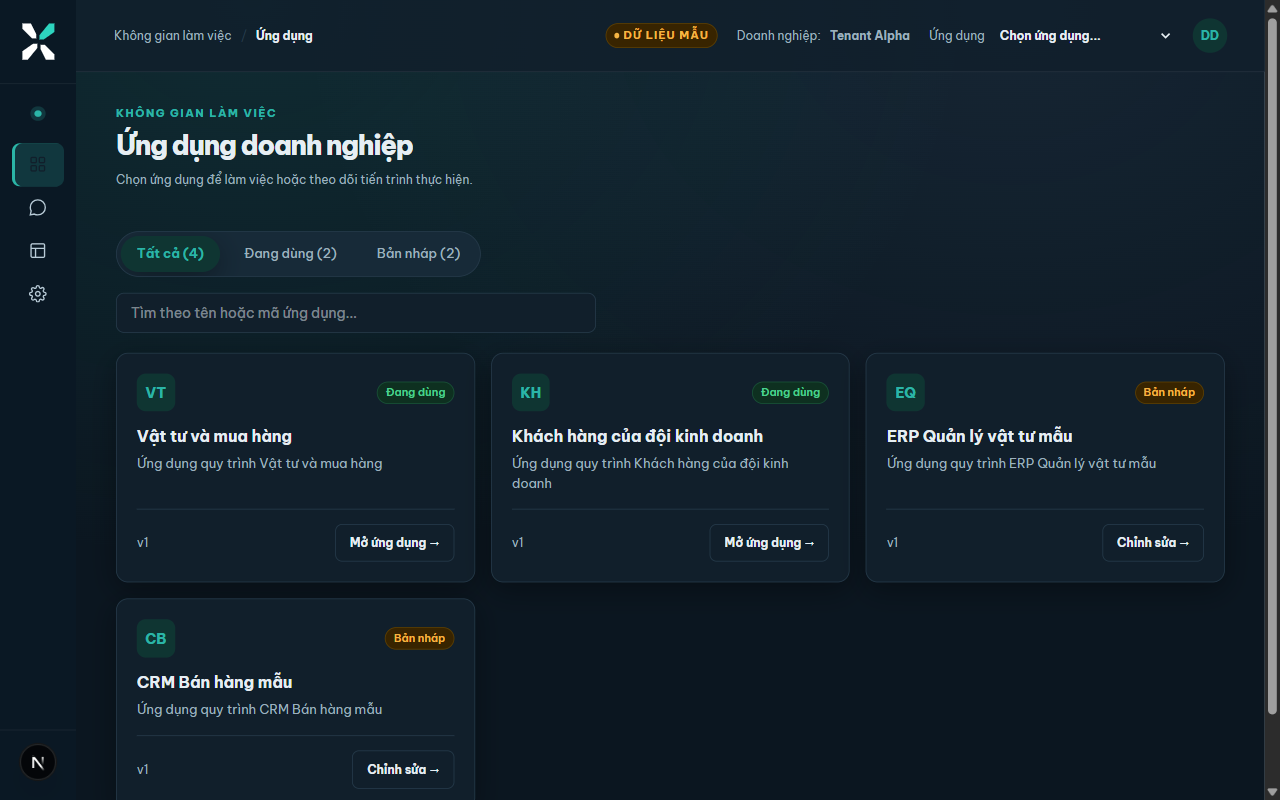 Không gian làm việc / Ứng dụng
DỮ LIỆU MẪU
Doanh nghiệp: Tenant Alpha
Ứng dụng Chọn ứng dụng...
DD
KHÔNG GIAN LÀM VIỆC
Ứng dụng doanh nghiệp
Chọn ứng dụng để làm việc hoặc theo dõi tiến trình thực hiện.
Tất cả (4)
Đang dùng (2)
Bản nháp (2)
Tìm theo tên hoặc mã ứng dụng...
VT
Đang dùng
Vật tư và mua hàng
Ứng dụng quy trình Vật tư và mua hàng
v1
Mở ứng dụng →
KH
Đang dùng
Khách hàng của đội kinh doanh
Ứng dụng quy trình Khách hàng của đội kinh
doanh
v1
Mở ứng dụng →
EQ
Bản nháp
ERP Quản lý vật tư mẫu
Ứng dụng quy trình ERP Quản lý vật tư mẫu
v1
Chỉnh sửa →
CB
Bản nháp
CRM Bán hàng mẫu
Ứng dụng quy trình CRM Bán hàng mẫu
v1
Chỉnh sửa →
N